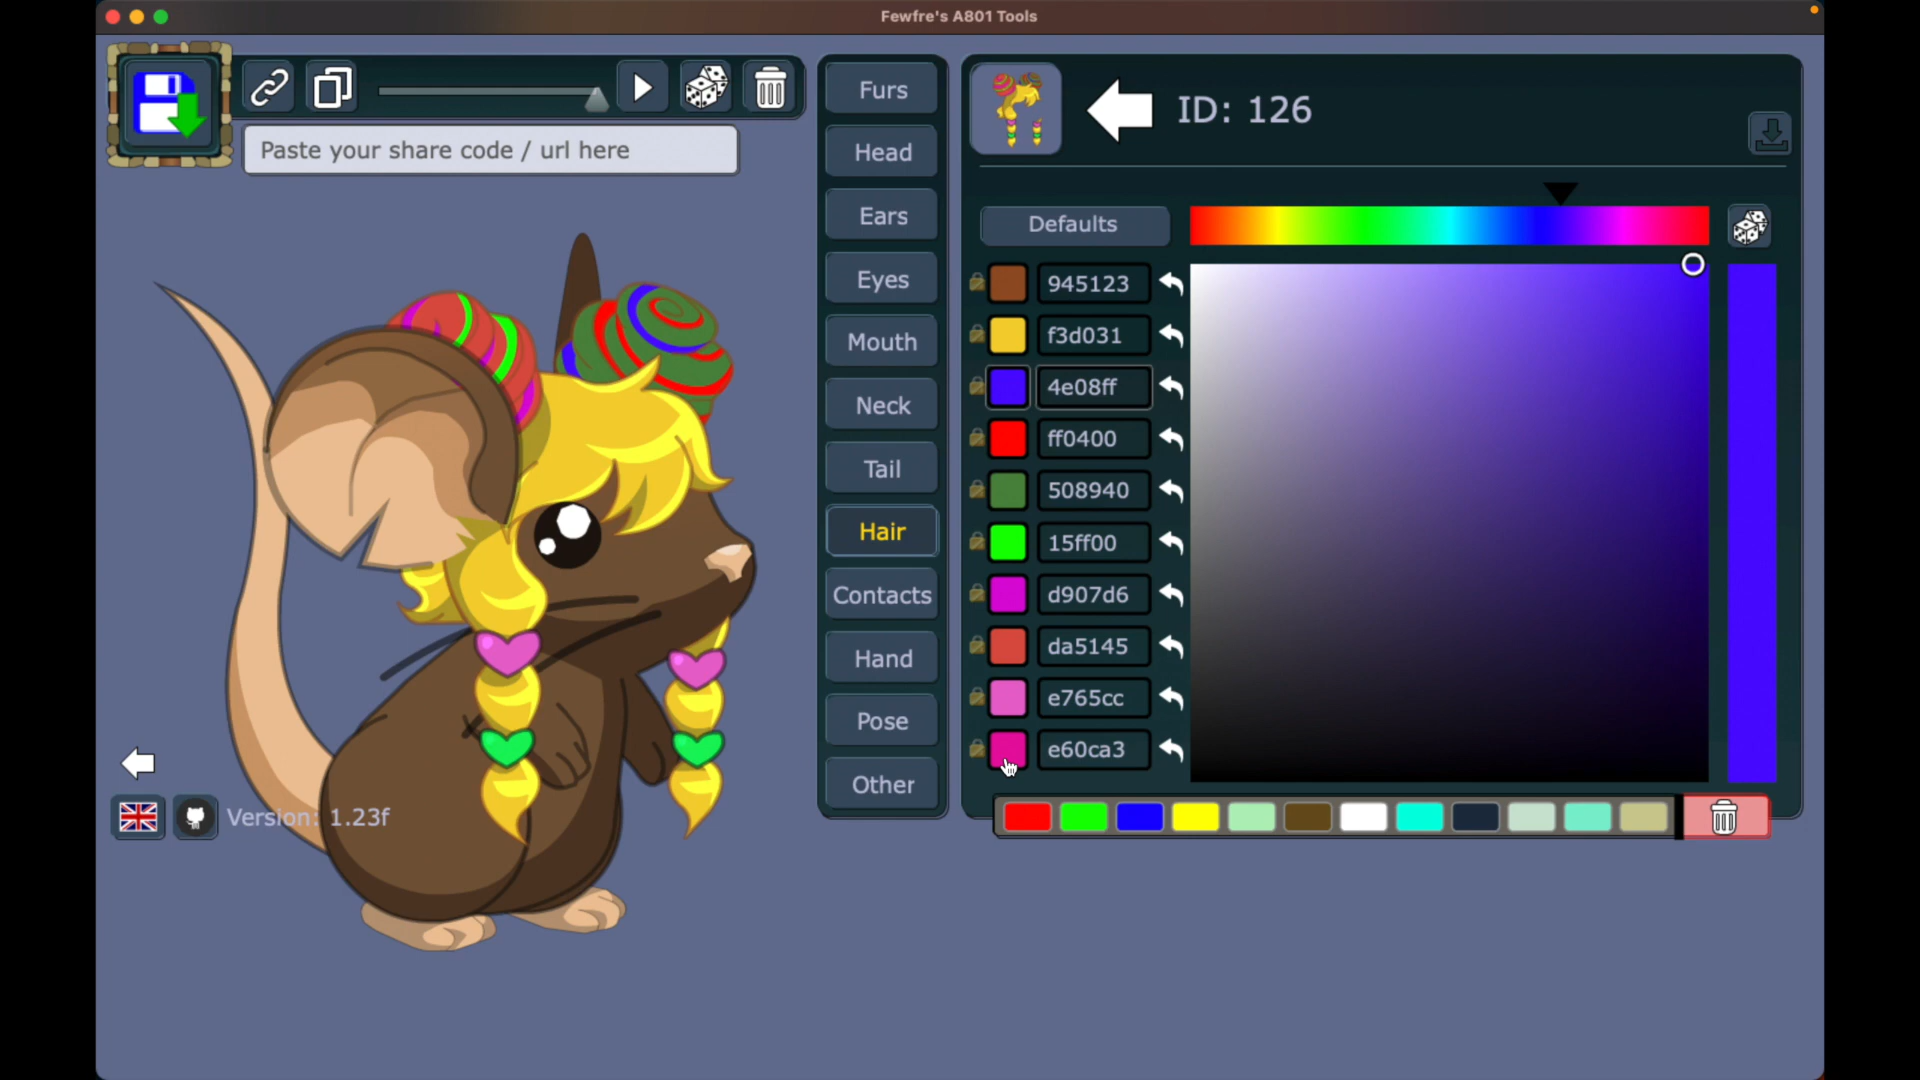 Fewfre's A801 Tools
Paste your share code / url here
Version: 1.23f
Furs
Head
Ears
Eyes
Mouth
Neck
Tail
Hair
Contacts
Hand
Pose
Other
ID: 126
Defaults
945123
f3d031
4e08ff
ff0400
508940
15ff00
d907d6
da5145
e765cc
e60ca3